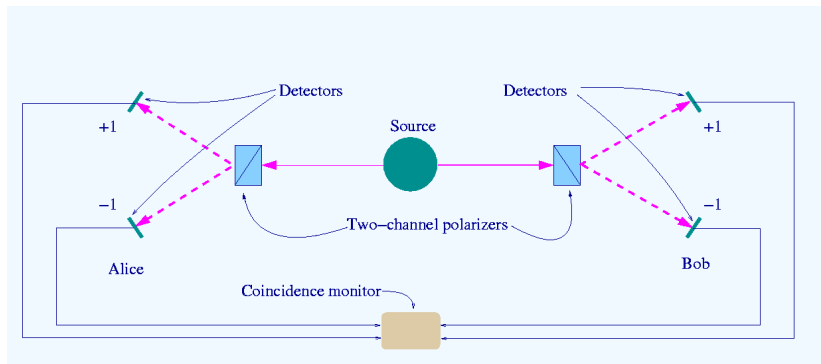 Detectors
Detectors
Source
+1
+1
−1
−1
Two−channel polarizers
Alice
Bob
Coincidence monitor